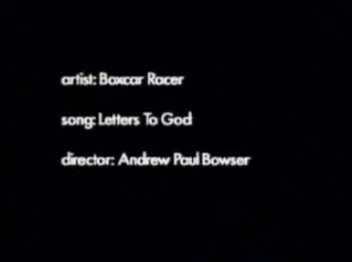 artist: Boxcar Racer
song: Letters To God
director: Andrew Paul Bowser